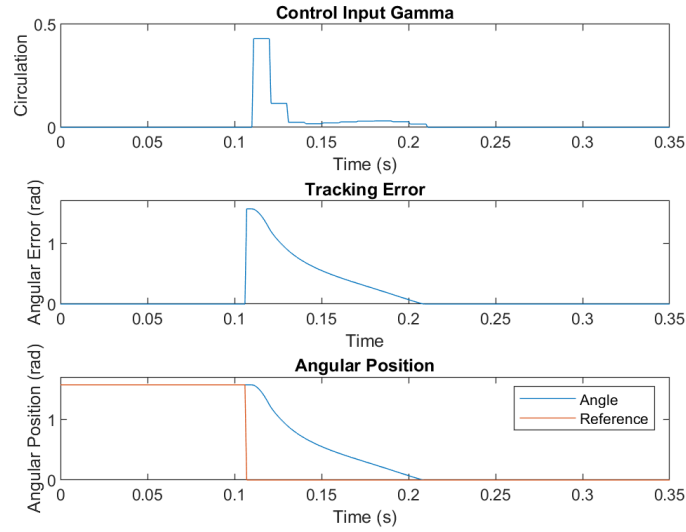 Control Input Gamma
0.5
0
Circulation
0 0.05 0.1 0.15 0.2 0.25 0.3 0.35
Time (s)
Tracking Error
1
0
Angular Error (rad)
0 0.05 0.1 0.15 0.2 0.25 0.3 0.35
Time
Angular Position
1
0
Angular Position (rad)
Angle
Reference
0 0.05 0.1 0.15 0.2 0.25 0.3 0.35
Time (s)